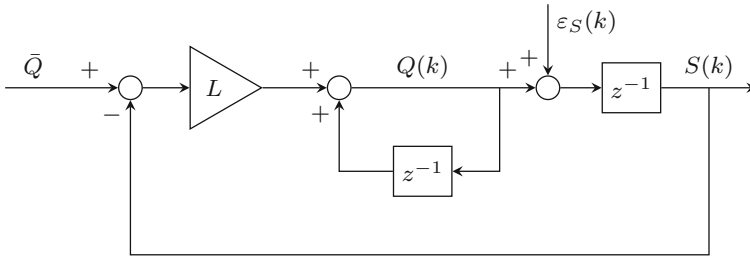 ε_S(k)
Q̄ + L + Q(k) + + z⁻¹ S(k)
− +
z⁻¹